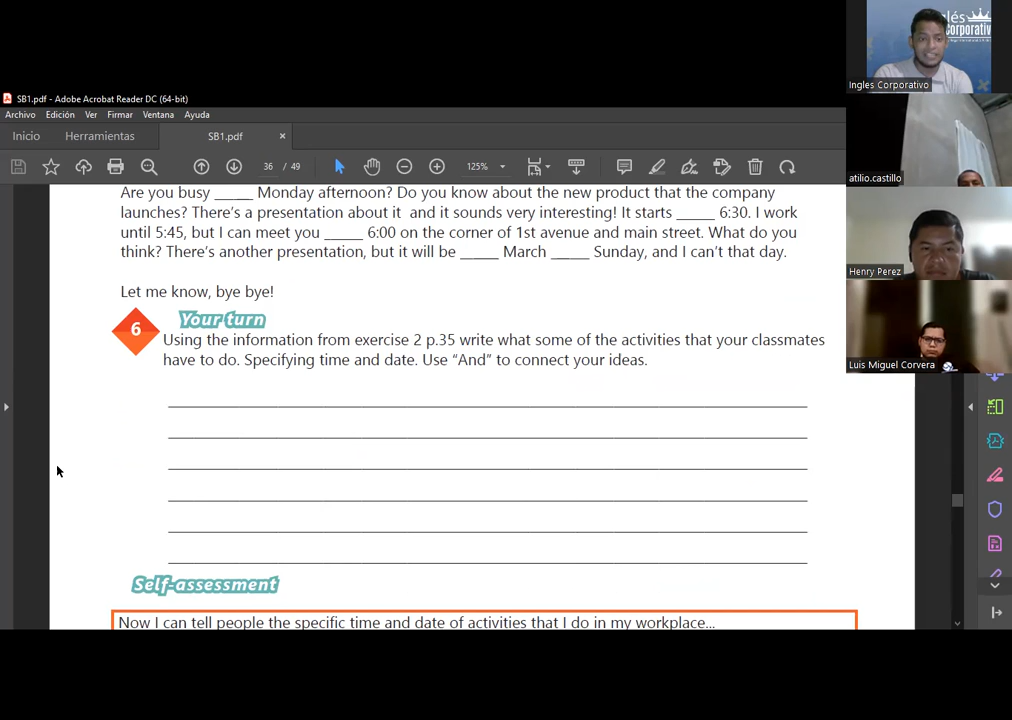 SB1.pdf - Adobe Acrobat Reader DC (64-bit)
Archivo Edición Ver Firmar Ventana Ayuda
Inicio Herramientas SB1.pdf ×
36 / 49 125%
Are you busy _____ Monday afternoon? Do you know about the new product that the company
launches? There's a presentation about it and it sounds very interesting! It starts _____ 6:30. I work
until 5:45, but I can meet you _____ 6:00 on the corner of 1st avenue and main street. What do you
think? There's another presentation, but it will be _____ March _____ Sunday, and I can't that day.
Let me know, bye bye!
6 Your turn
Using the information from exercise 2 p.35 write what some of the activities that your classmates
have to do. Specifying time and date. Use “And” to connect your ideas.
Self-assessment
Now I can tell people the specific time and date of activities that I do in my workplace...
glés
Corporativo
Ingles Corporativo
atilio.castillo
Henry Perez
Luis Miguel Corvera